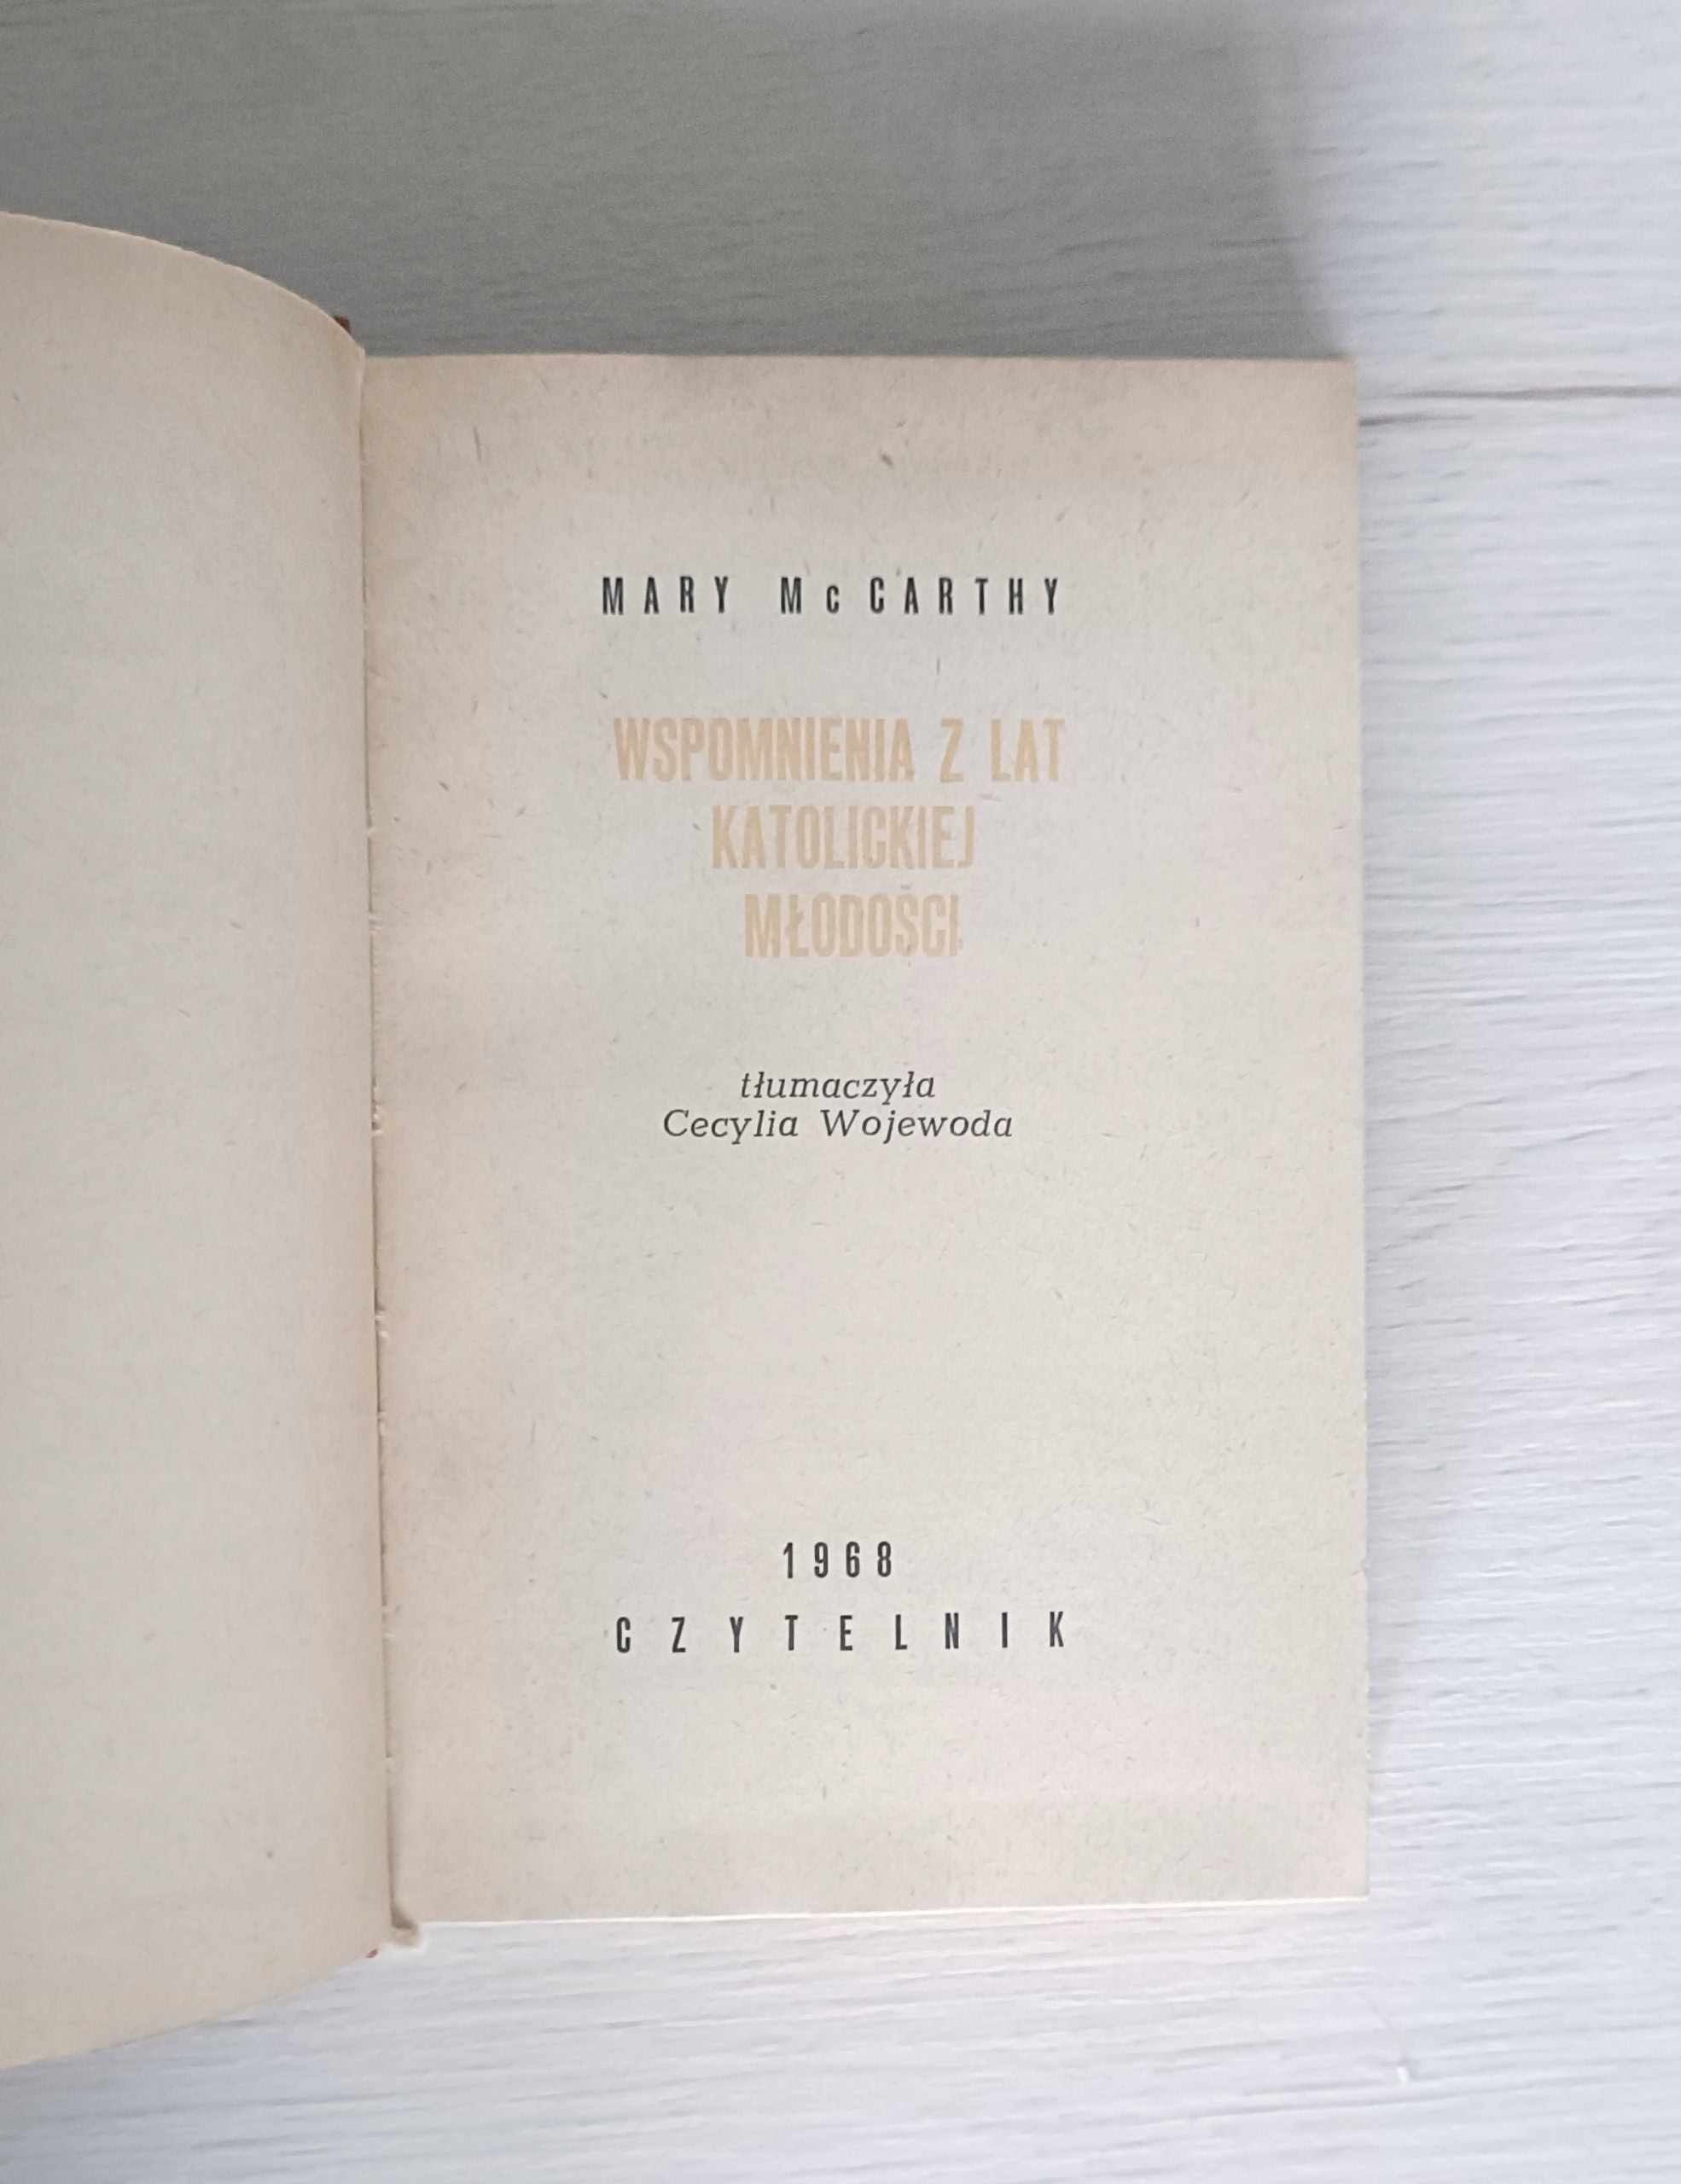 MARY McCARTHY
WSPOMNIENIA Z LAT
KATOLICKIEJ
MŁODOŚCI
tłumaczyła
Cecylia Wojewoda
1968
CZYTELNIK